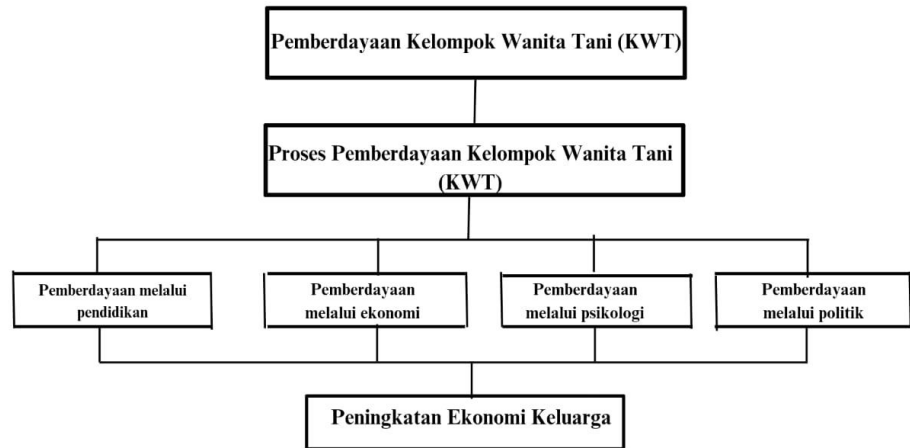 Pemberdayaan Kelompok Wanita Tani (KWT)
Proses Pemberdayaan Kelompok Wanita Tani
(KWT)
Pemberdayaan melalui
pendidikan
Pemberdayaan
melalui ekonomi
Pemberdayaan
melalui psikologi
Pemberdayaan
melalui politik
Peningkatan Ekonomi Keluarga